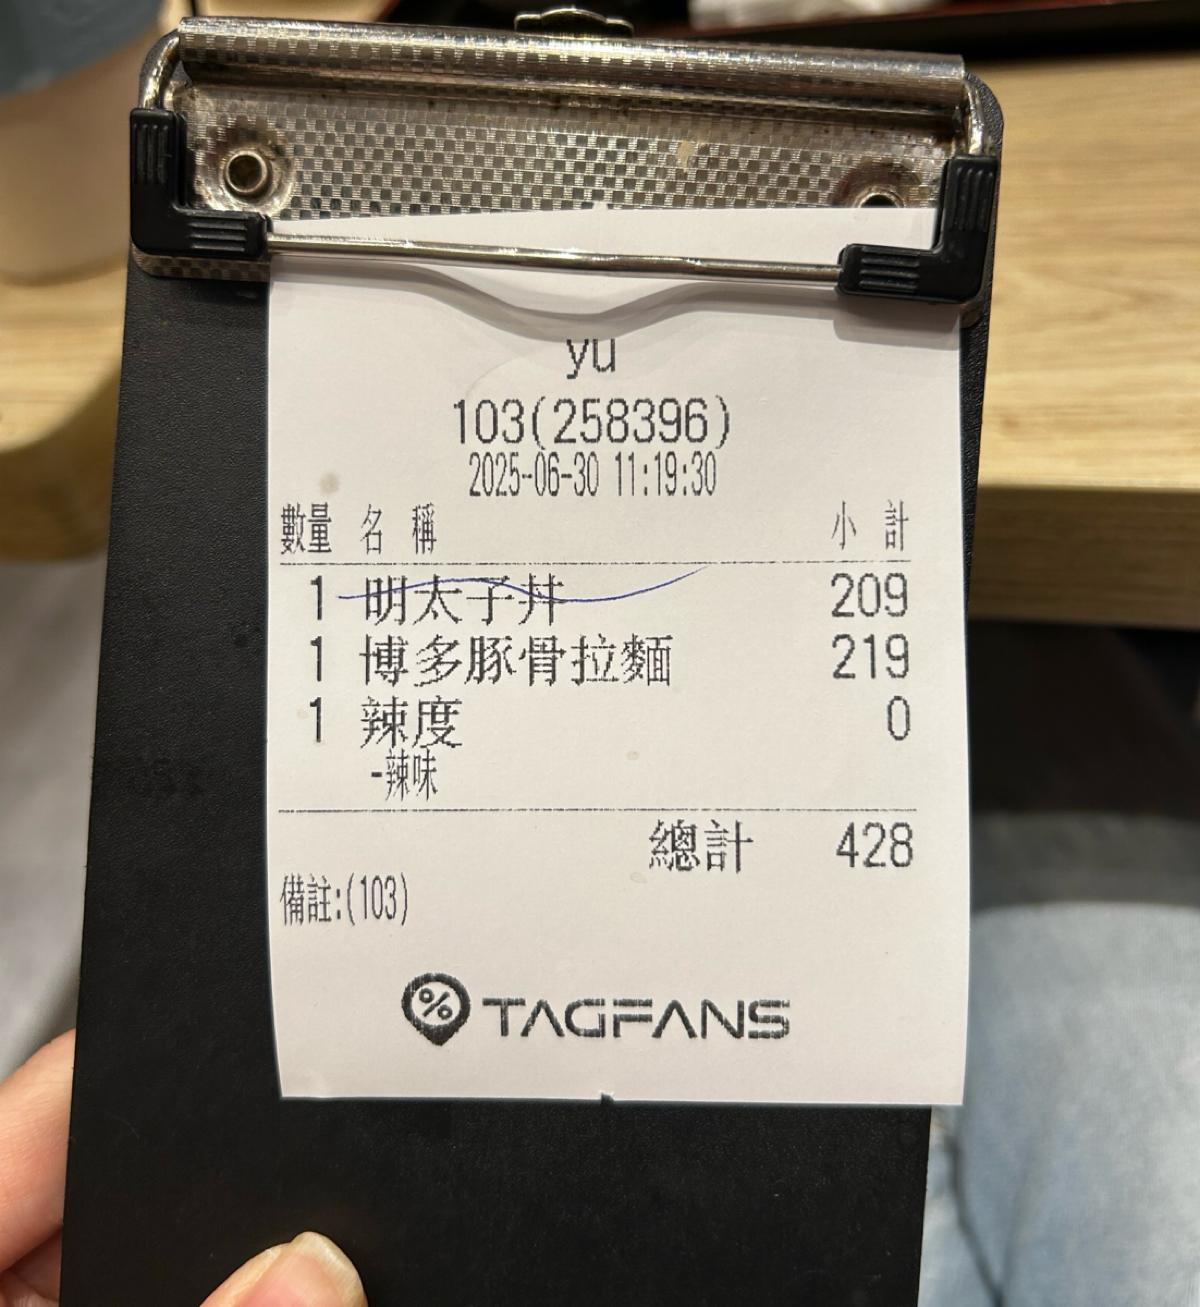 yu
103(258396)
2025-06-30 11:19:30
數量 名 稱 小 計
1 明太子丼 209
1 博多豚骨拉麵 219
1 辣度 0
-辣味
總計 428
備註:(103)
TAGFANS